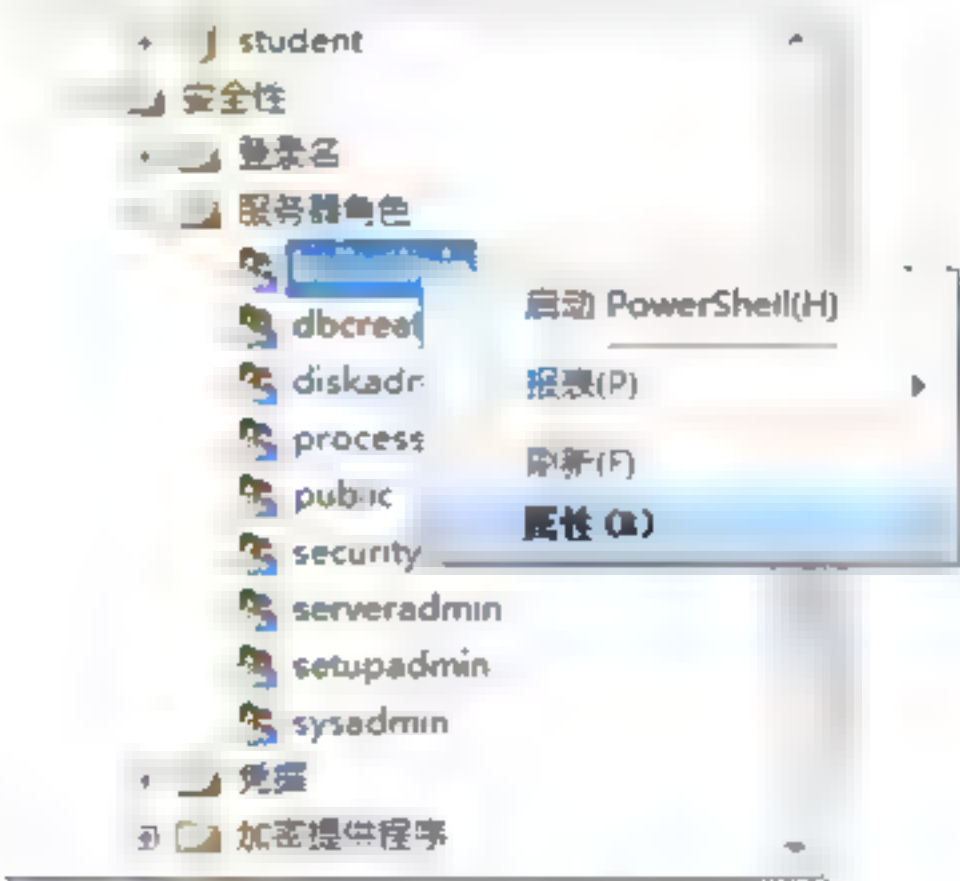 student
安全性
登录名
服务器角色
启动 PowerShell(H)
dbcreat
报表(P)
diskadr
process
刷新(F)
public
属性(R)
security
serveradmin
setupadmin
sysadmin
凭据
加密提供程序